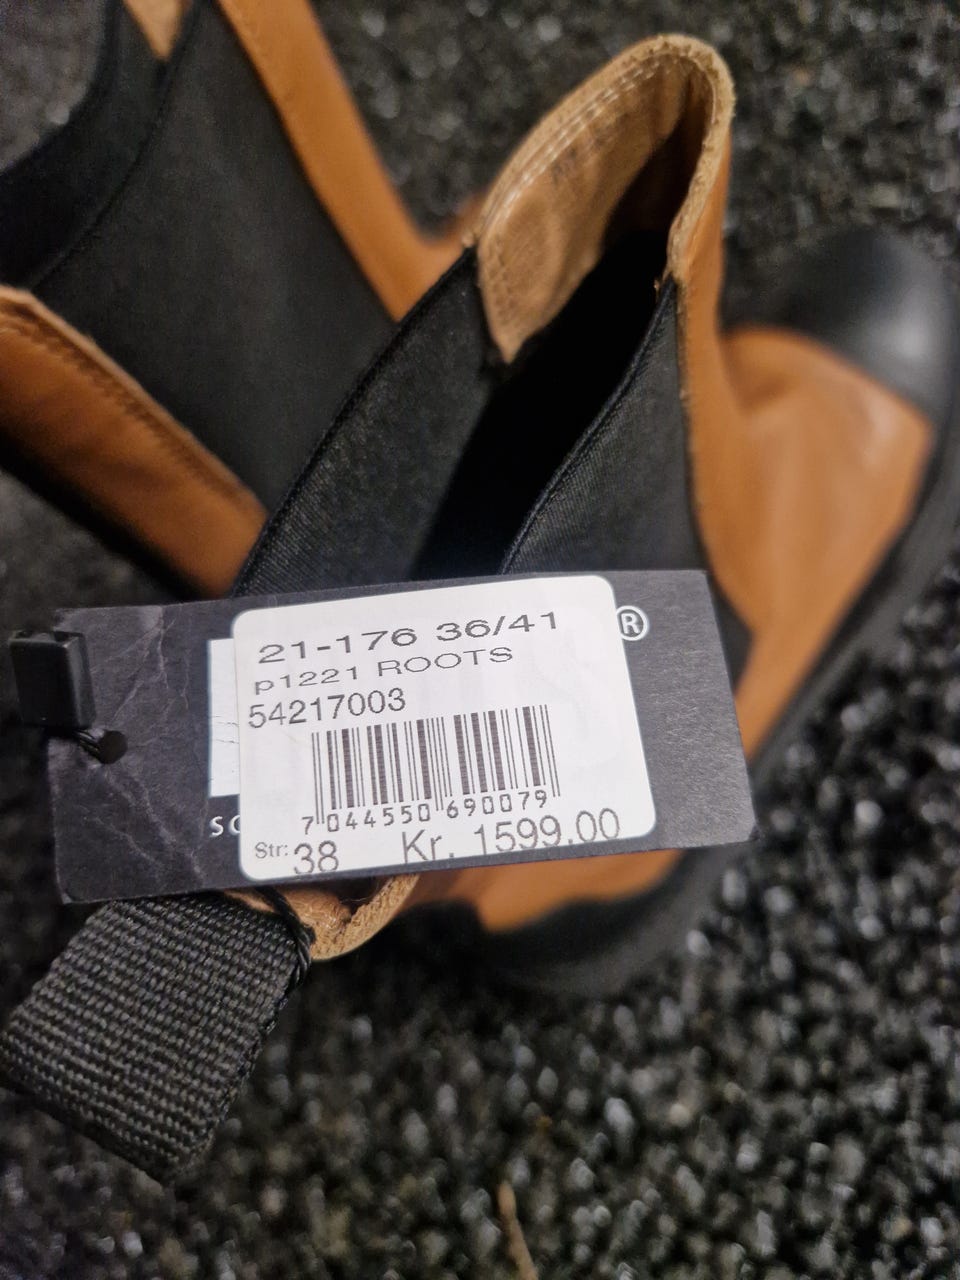 21-176 36/41
p1221 ROOTS
54217003
7 044550 690079
Str: 38 Kr. 1599.00
®